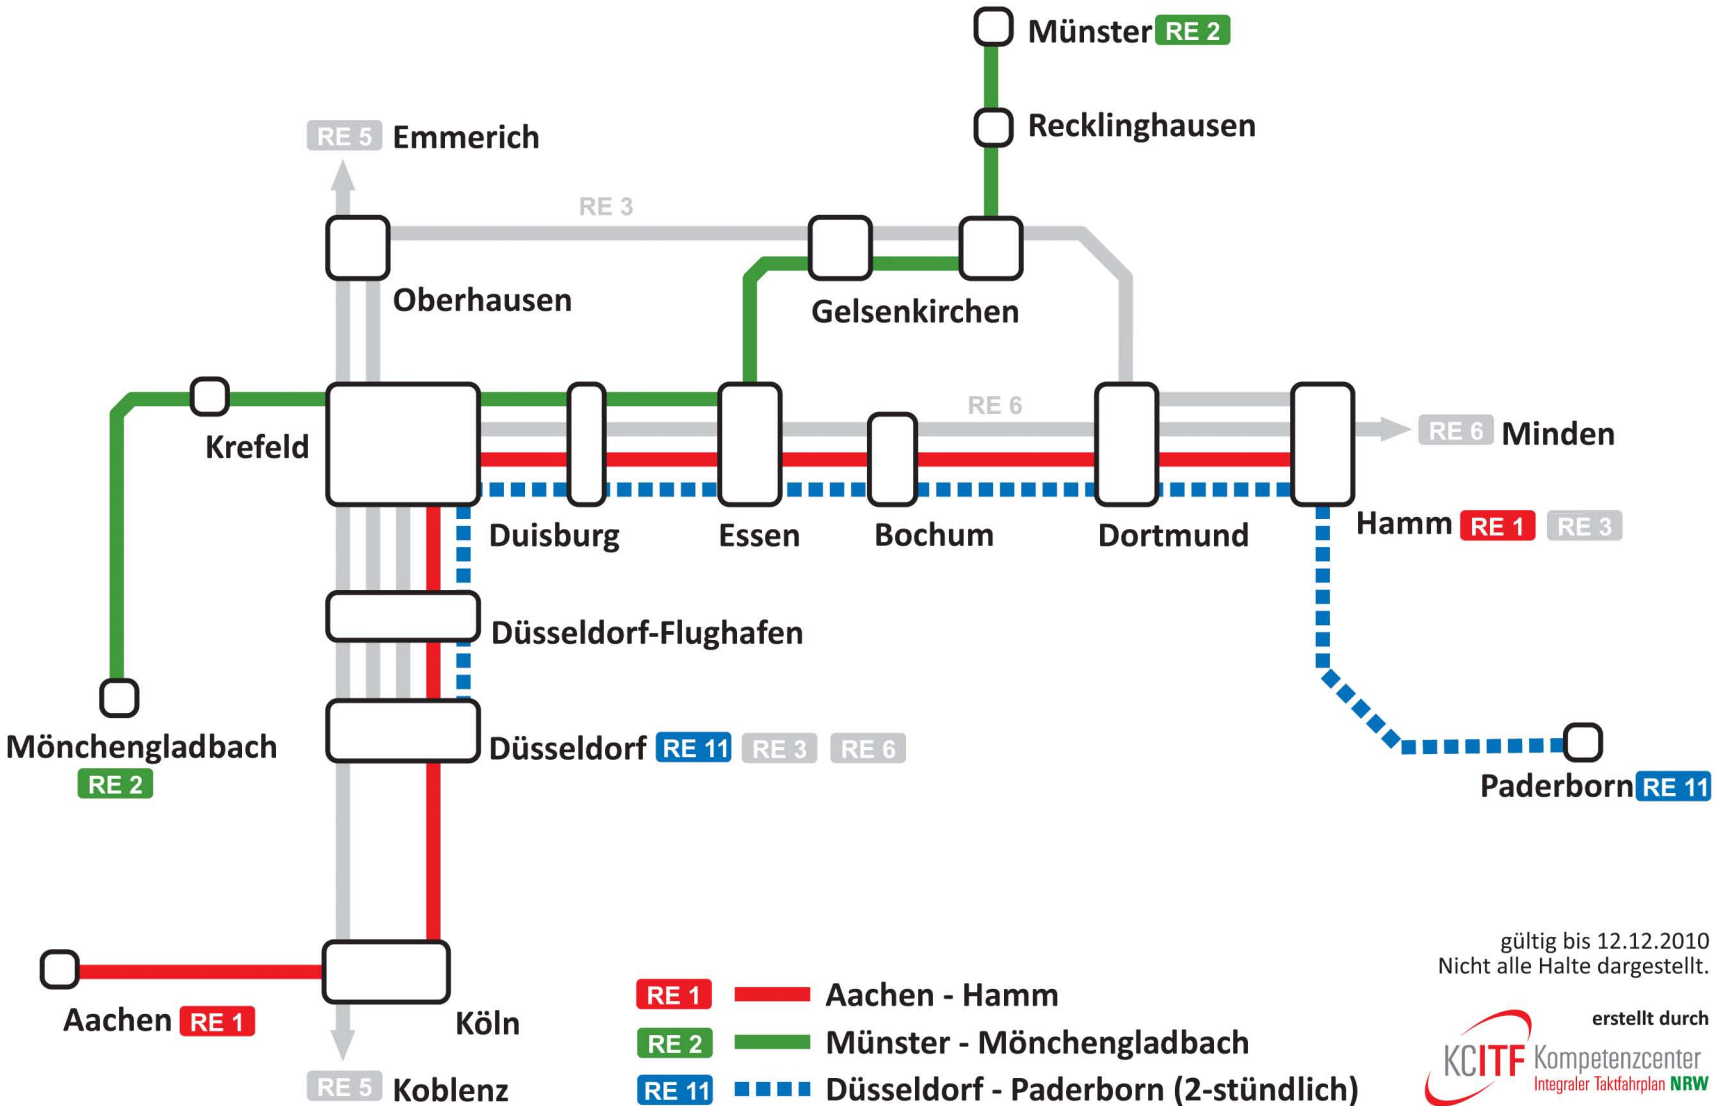 Münster RE 2
Recklinghausen
RE 5 Emmerich
RE 3
Oberhausen
Gelsenkirchen
Krefeld
RE 6
RE 6 Minden
Duisburg
Essen
Bochum
Dortmund
Hamm RE 1 RE 3
Düsseldorf-Flughafen
Mönchengladbach
RE 2
Düsseldorf RE 11 RE 3 RE 6
Paderborn RE 11
Aachen RE 1
Köln
RE 5 Koblenz
RE 1 Aachen - Hamm
RE 2 Münster - Mönchengladbach
RE 11 Düsseldorf - Paderborn (2-stündlich)
gültig bis 12.12.2010
Nicht alle Halte dargestellt.
erstellt durch
KCITF Kompetenzcenter
Integraler Taktfahrplan NRW